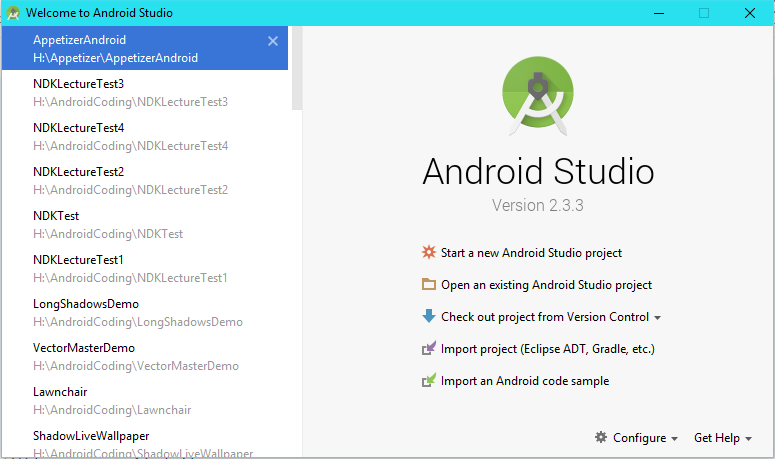 Welcome to Android Studio
AppetizerAndroid
H:\Appetizer\AppetizerAndroid
NDKLectureTest3
H:\AndroidCoding\NDKLectureTest3
NDKLectureTest4
H:\AndroidCoding\NDKLectureTest4
NDKLectureTest2
H:\AndroidCoding\NDKLectureTest2
NDKTest
H:\AndroidCoding\NDKTest
NDKLectureTest1
H:\AndroidCoding\NDKLectureTest1
LongShadowsDemo
H:\AndroidCoding\LongShadowsDemo
VectorMasterDemo
H:\AndroidCoding\VectorMasterDemo
Lawnchair
H:\AndroidCoding\Lawnchair
ShadowLiveWallpaper
H:\AndroidCoding\ShadowLiveWallpaper
Android Studio
Version 2.3.3
Start a new Android Studio project
Open an existing Android Studio project
Check out project from Version Control
Import project (Eclipse ADT, Gradle, etc.)
Import an Android code sample
Configure
Get Help